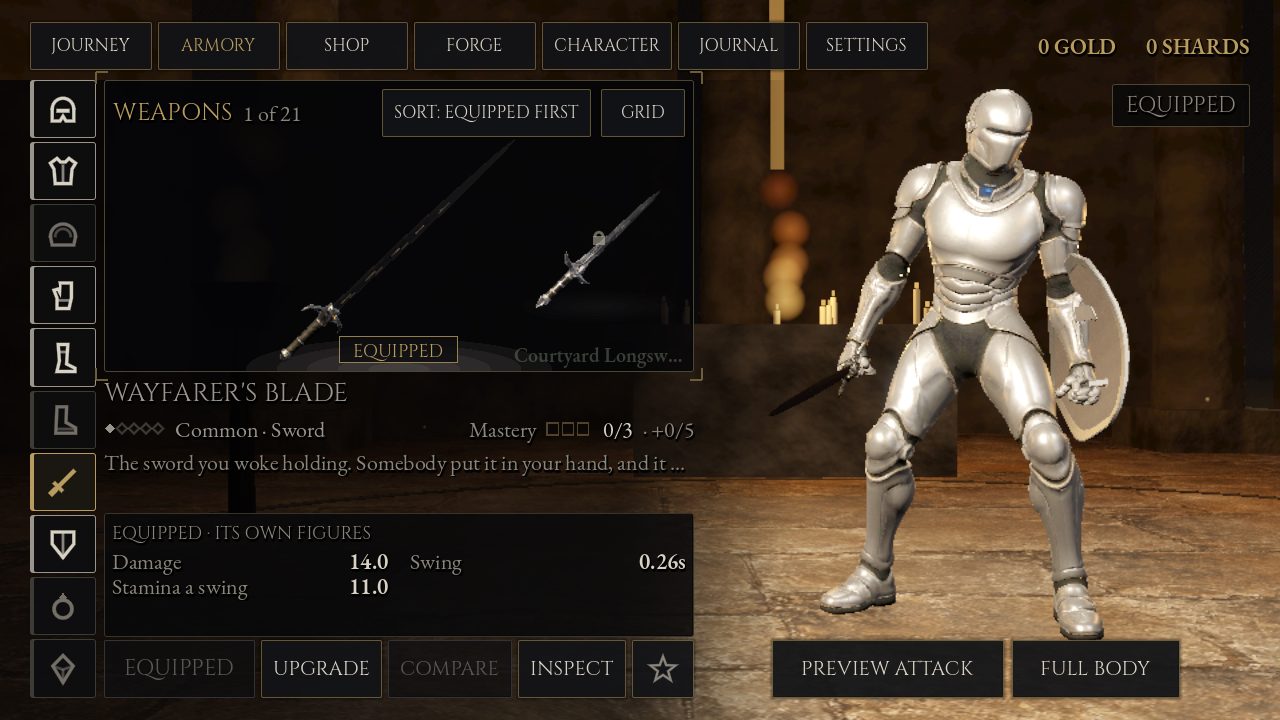 JOURNEY ARMORY SHOP FORGE CHARACTER JOURNAL SETTINGS 0 GOLD 0 SHARDS
WEAPONS 1 of 21 SORT: EQUIPPED FIRST GRID
EQUIPPED
EQUIPPED
Courtyard Longsw...
WAYFARER'S BLADE
Common · Sword Mastery 0/3 · +0/5
The sword you woke holding. Somebody put it in your hand, and it ...
EQUIPPED · ITS OWN FIGURES
Damage 14.0 Swing 0.26s
Stamina a swing 11.0
EQUIPPED UPGRADE COMPARE INSPECT PREVIEW ATTACK FULL BODY